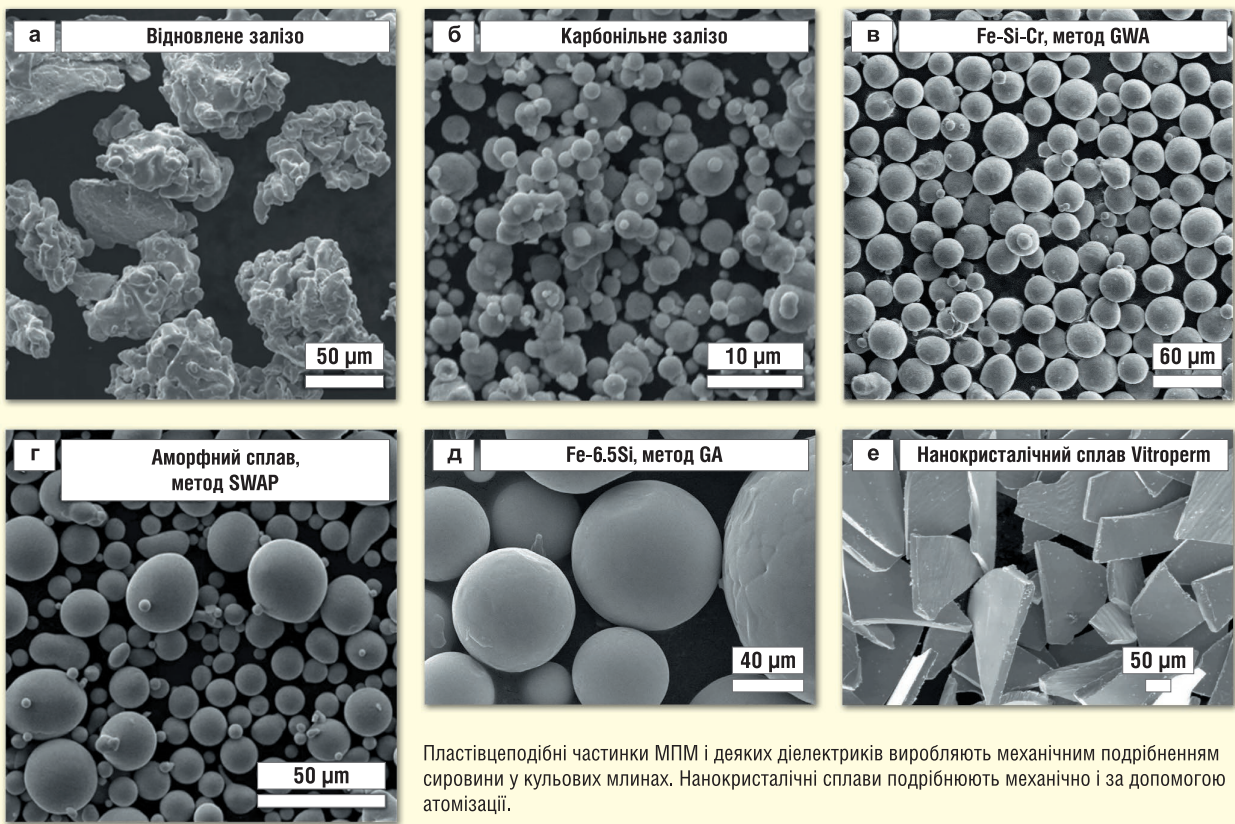 а
Відновлене залізо
50 µm
б
Карбонільне залізо
10 µm
в
Fe-Si-Cr, метод GWA
60 µm
г
Аморфний сплав,
метод SWAP
50 µm
д
Fe-6.5Si, метод GA
40 µm
е
Нанокристалічний сплав Vitroperm
50 µm
Пластівцеподібні частинки МПМ і деяких діелектриків виробляють механічним подрібненням
сировини у кульових млинах. Нанокристалічні сплави подрібнюють механічно і за допомогою
атомізації.